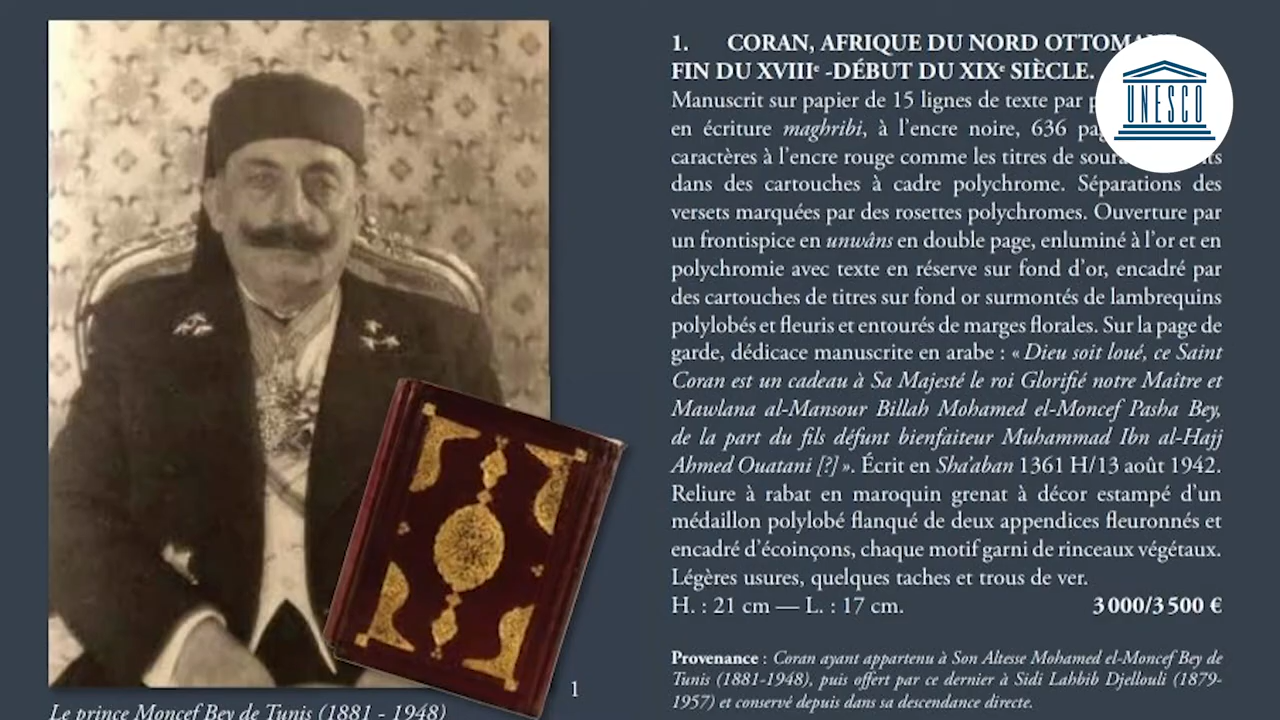 1. CORAN, AFRIQUE DU NORD
FIN DU XVIIIᵉ -DÉBUT DU XIXᵉ SIÈCLE.
Manuscrit sur papier de 15 lignes de texte par
en écriture maghribi, à l'encre noire, 636
caractères à l'encre rouge comme les titres de
dans des cartouches à cadre polychrome. Séparations des
versets marquées par des rosettes polychromes. Ouverture par
un frontispice en unwâns en double page, enluminé à l'or et en
polychromie avec texte en réserve sur fond d'or, encadré par
des cartouches de titres sur fond or surmontés de lambrequins
polylobés et fleuris et entourés de marges florales. Sur la page de
garde, dédicace manuscrite en arabe : « Dieu soit loué, ce Saint
Coran est un cadeau à Sa Majesté le roi Glorifié notre Maître et
Mawlana al-Mansour Billah Mohamed el-Moncef Pasha Bey,
de la part du fils défunt bienfaiteur Muhammad Ibn al-Hajj
Ahmed Ouatani [?] ». Écrit en Sha'aban 1361 H/13 août 1942.
Reliure à rabat en maroquin grenat à décor estampé d'un
médaillon polylobé flanqué de deux appendices fleuronnés et
encadré d'écoinçons, chaque motif garni de rinceaux végétaux.
Légères usures, quelques taches et trous de ver.
H. : 21 cm — L. : 17 cm. 3 000/3 500 €
Provenance : Coran ayant appartenu à Son Altesse Mohamed el-Moncef Bey de
Tunis (1881-1948), puis offert par ce dernier à Sidi Lahbib Djellouli (1879-
1957) et conservé depuis dans sa descendance directe.
1
Le prince Moncef Bey de Tunis (1881 - 1948)
UNESCO